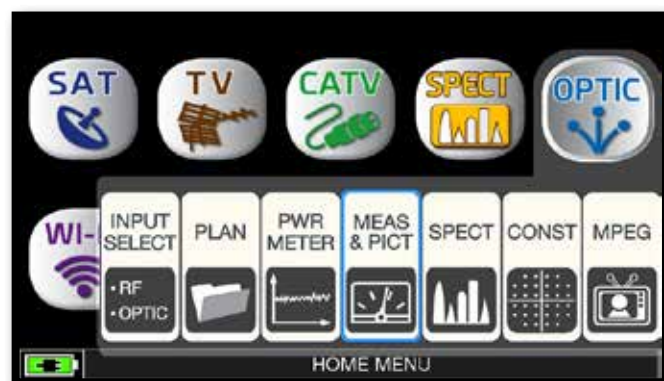 SAT
TV
CATV
SPECT
OPTIC
WI-
INPUT
SELECT
• RF
• OPTIC
PLAN
PWR
METER
MEAS
& PICT
SPECT
CONST
MPEG
HOME MENU